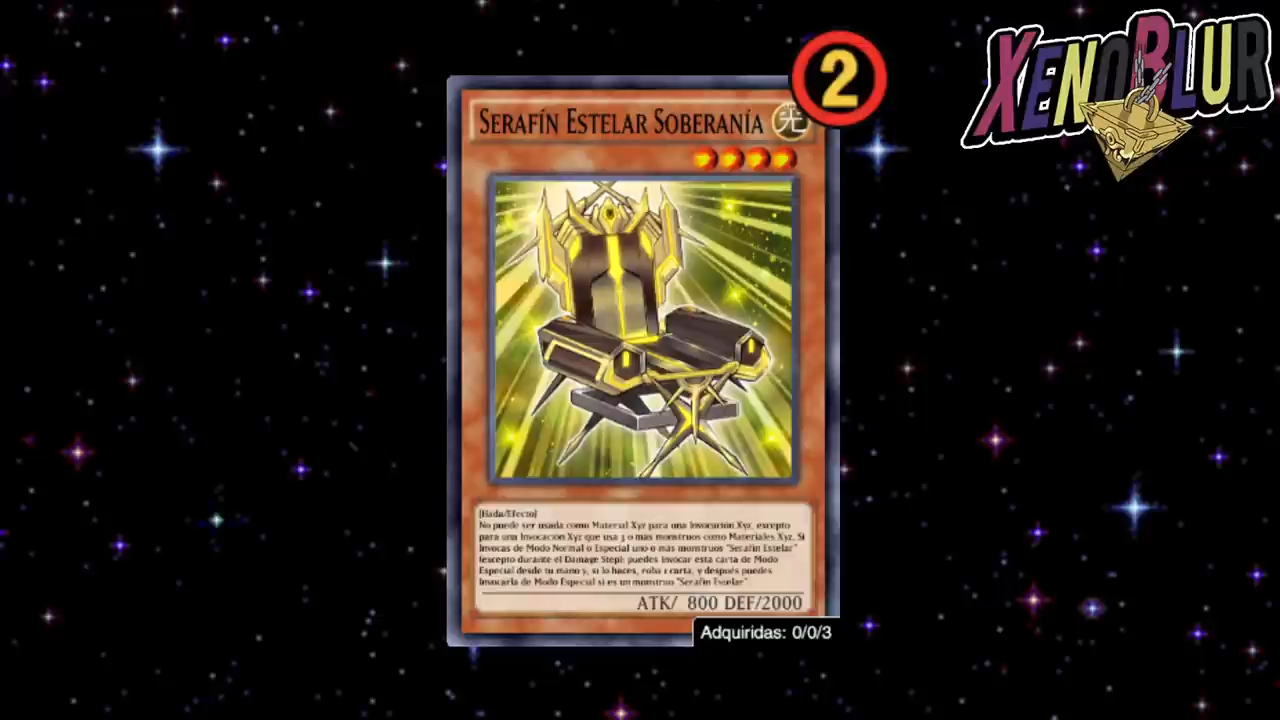 XENOBLUR
2
SERAFÍN ESTELAR SOBERANÍA 光
[Hada/Efecto]
No puede ser usada como Material Xyz para una Invocación Xyz, excepto
para una Invocación Xyz que usa 3 o más monstruos como Materiales Xyz. Si
Invocas de Modo Normal o Especial uno o más monstruos "Serafín Estelar"
(excepto durante el Damage Step): puedes Invocar esta carta de Modo
Especial desde tu mano y, si lo haces, roba 1 carta, y después puedes
Invocarla de Modo Especial si es un monstruo "Serafín Estelar".
ATK/ 800 DEF/2000
Adquiridas: 0/0/3